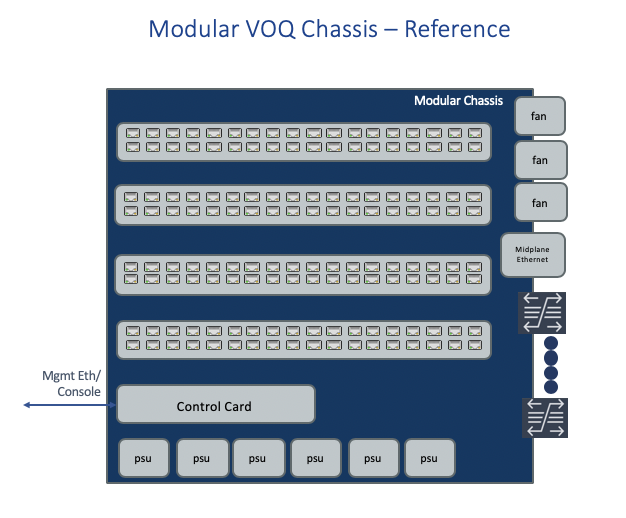 Modular VOQ Chassis – Reference
Modular Chassis
fan
fan
fan
Midplane
Ethernet
Mgmt Eth/
Console
Control Card
psu
psu
psu
psu
psu
psu